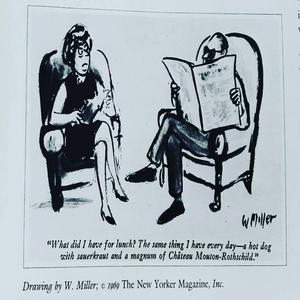 W Miller
"What did I have for lunch? The same thing I have every day—a hot dog
with sauerkraut and a magnum of Château Mouton-Rothschild."
Drawing by W. Miller; © 1969 The New Yorker Magazine, Inc.